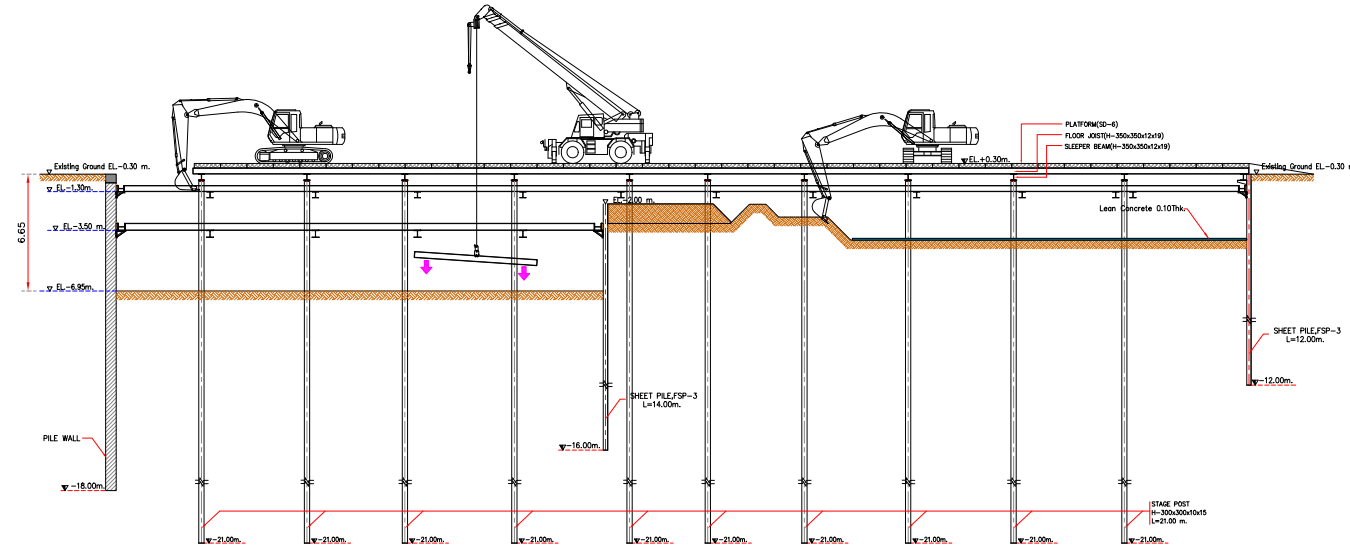 PLATFORM(SD-6)
FLOOR JOIST(H-350x350x12x19)
SLEEPER BEAM(H-350x350x12x19)
EL.+0.30m.
Existing Ground EL.-0.30 m.
Existing Ground EL.-0.30 m
EL-1.30m.
EL-2.00 m.
Lean Concrete 0.10Thk.
EL-3.50 m.
6.65
EL-6.95m.
SHEET PILE,FSP-3
L=12.00m.
-12.00m.
SHEET PILE,FSP-3
L=14.00m.
PILE WALL
-16.00m.
-18.00m.
STAGE POST
H-300x300x10x15
L=21.00 m.
-21.00m.
-21.00m.
-21.00m.
-21.00m.
-21.00m.
-21.00m.
-21.00m.
-21.00m.
-21.00m.
-21.00m.